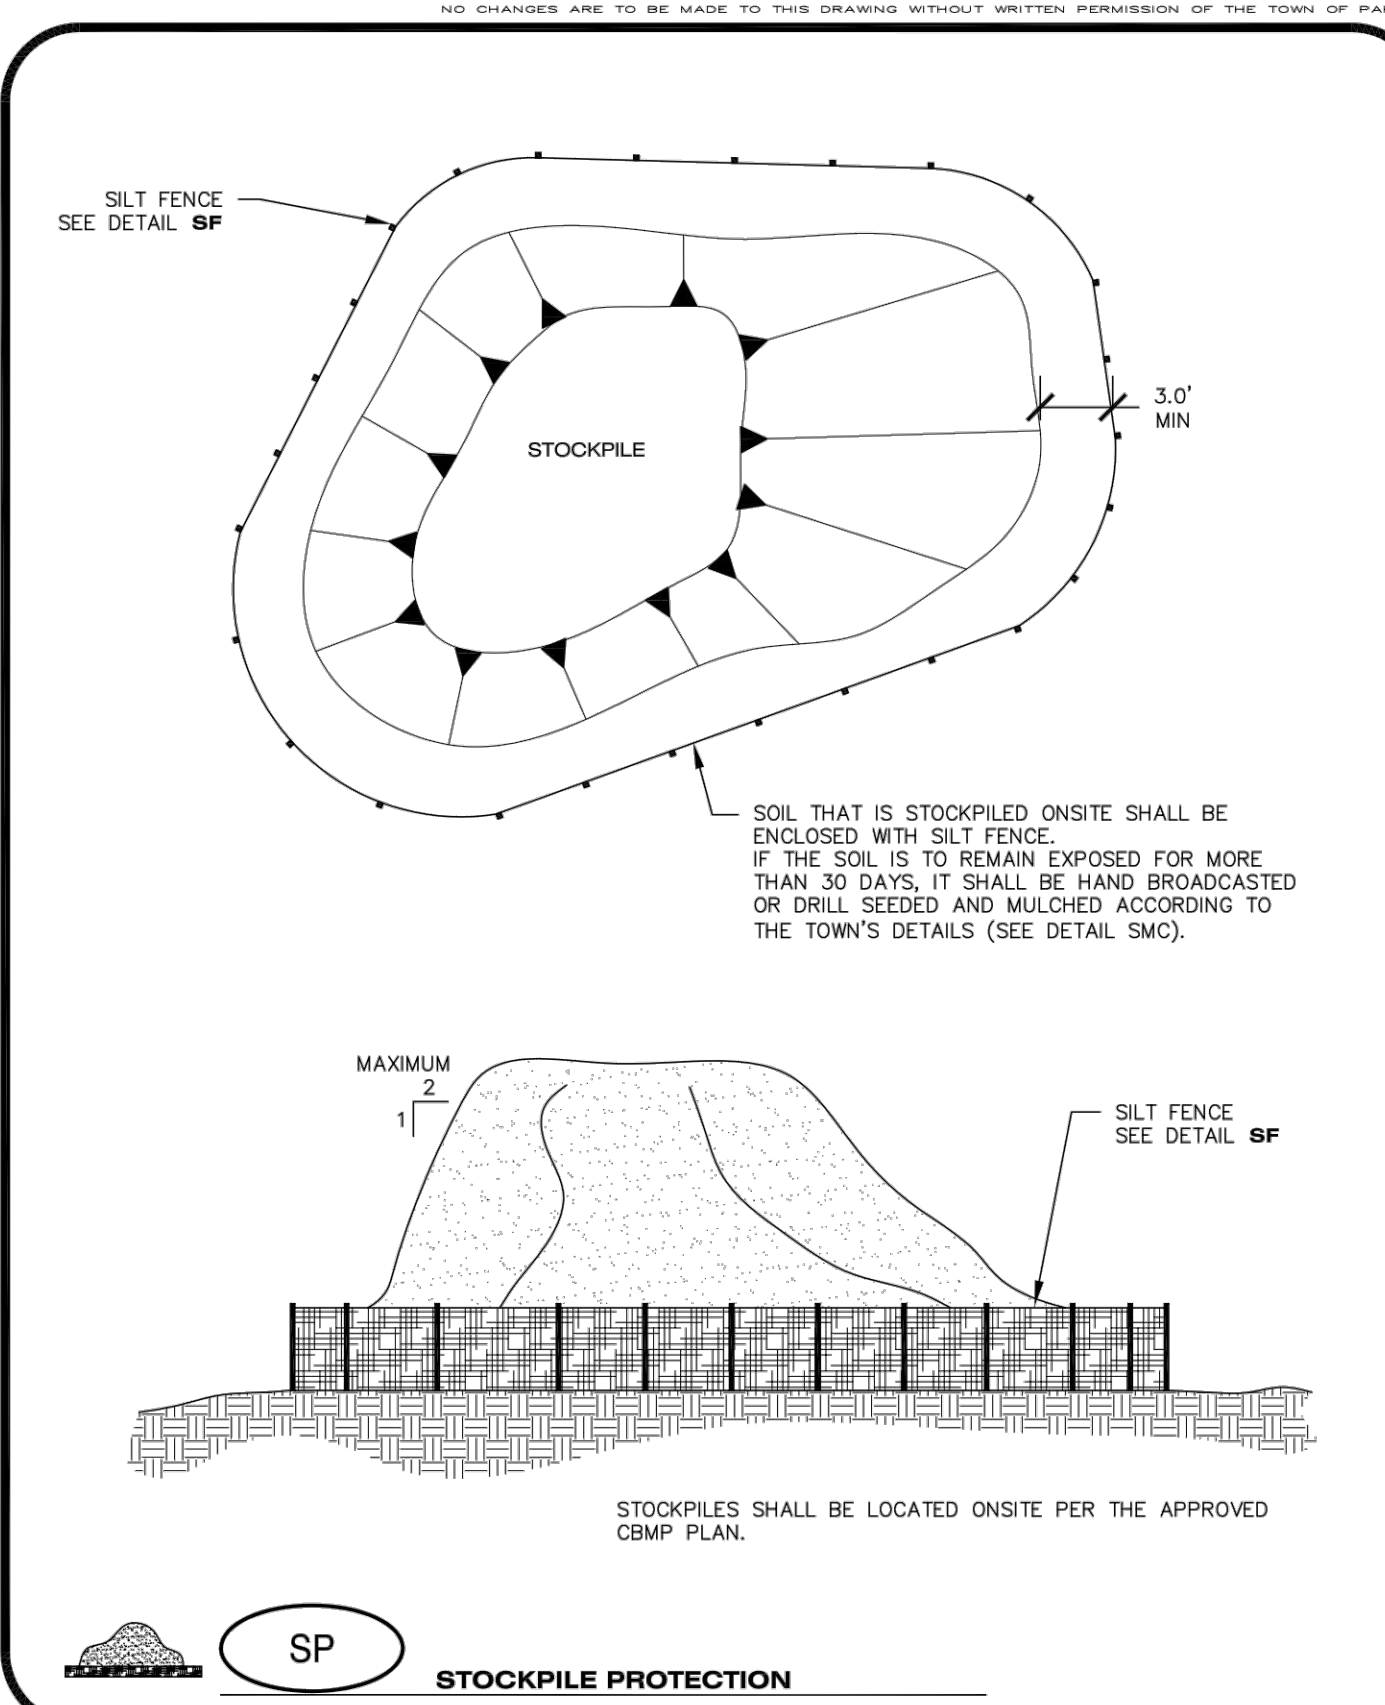 NO CHANGES ARE TO BE MADE TO THIS DRAWING WITHOUT WRITTEN PERMISSION OF THE TOWN OF
SILT FENCE
SEE DETAIL SF
3.0'
MIN
STOCKPILE
SOIL THAT IS STOCKPILED ONSITE SHALL BE
ENCLOSED WITH SILT FENCE.
IF THE SOIL IS TO REMAIN EXPOSED FOR MORE
THAN 30 DAYS, IT SHALL BE HAND BROADCASTED
OR DRILL SEEDED AND MULCHED ACCORDING TO
THE TOWN'S DETAILS (SEE DETAIL SMC).
MAXIMUM
2
1
SILT FENCE
SEE DETAIL SF
STOCKPILES SHALL BE LOCATED ONSITE PER THE APPROVED
CBMP PLAN.
SP
STOCKPILE PROTECTION